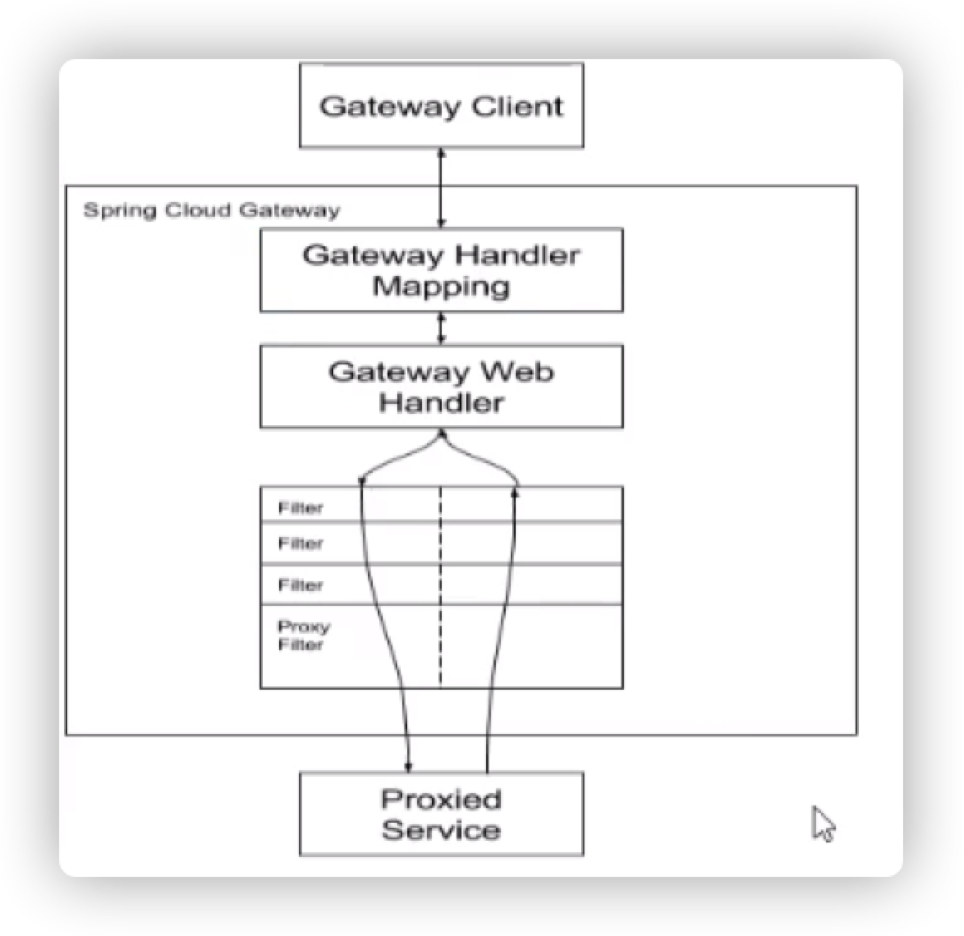 Gateway Client
Spring Cloud Gateway
Gateway Handler
Mapping
Gateway Web
Handler
Filter
Filter
Filter
Proxy
Filter
Proxied
Service